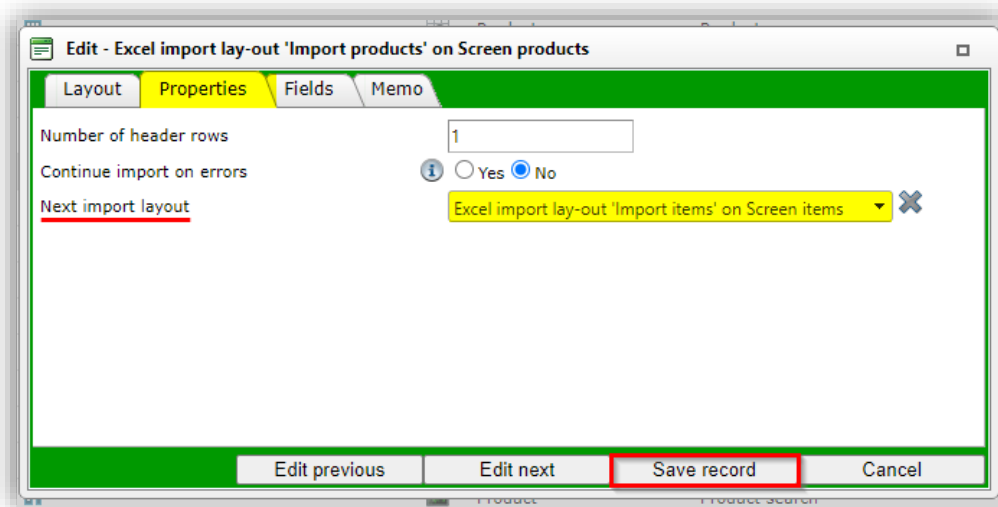 Edit - Excel import lay-out 'Import products' on Screen products
Layout Properties Fields Memo
Number of header rows 1
Continue import on errors Yes No
Next import layout Excel import lay-out 'Import items' on Screen items
Edit previous Edit next Save record Cancel